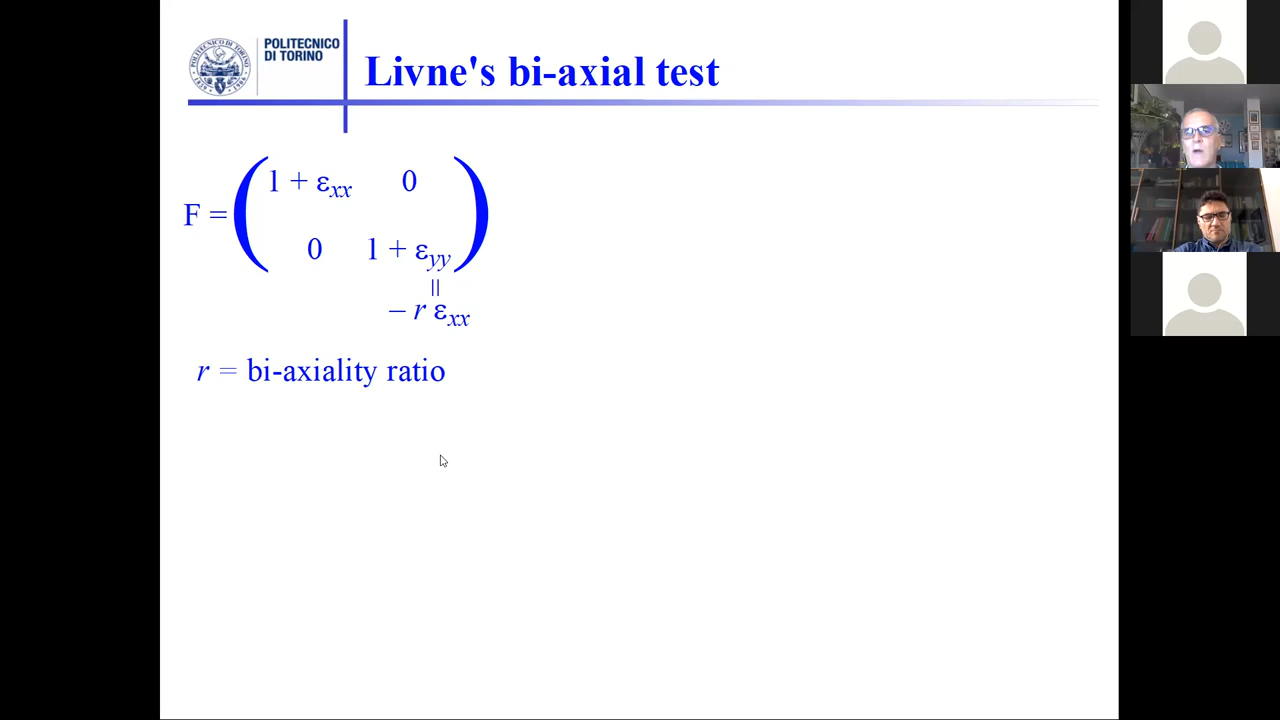 POLITECNICO
DI TORINO
Livne's bi-axial test
F = ( 1 + εxx 0
0 1 + εyy )
=
– r εxx
r = bi-axiality ratio